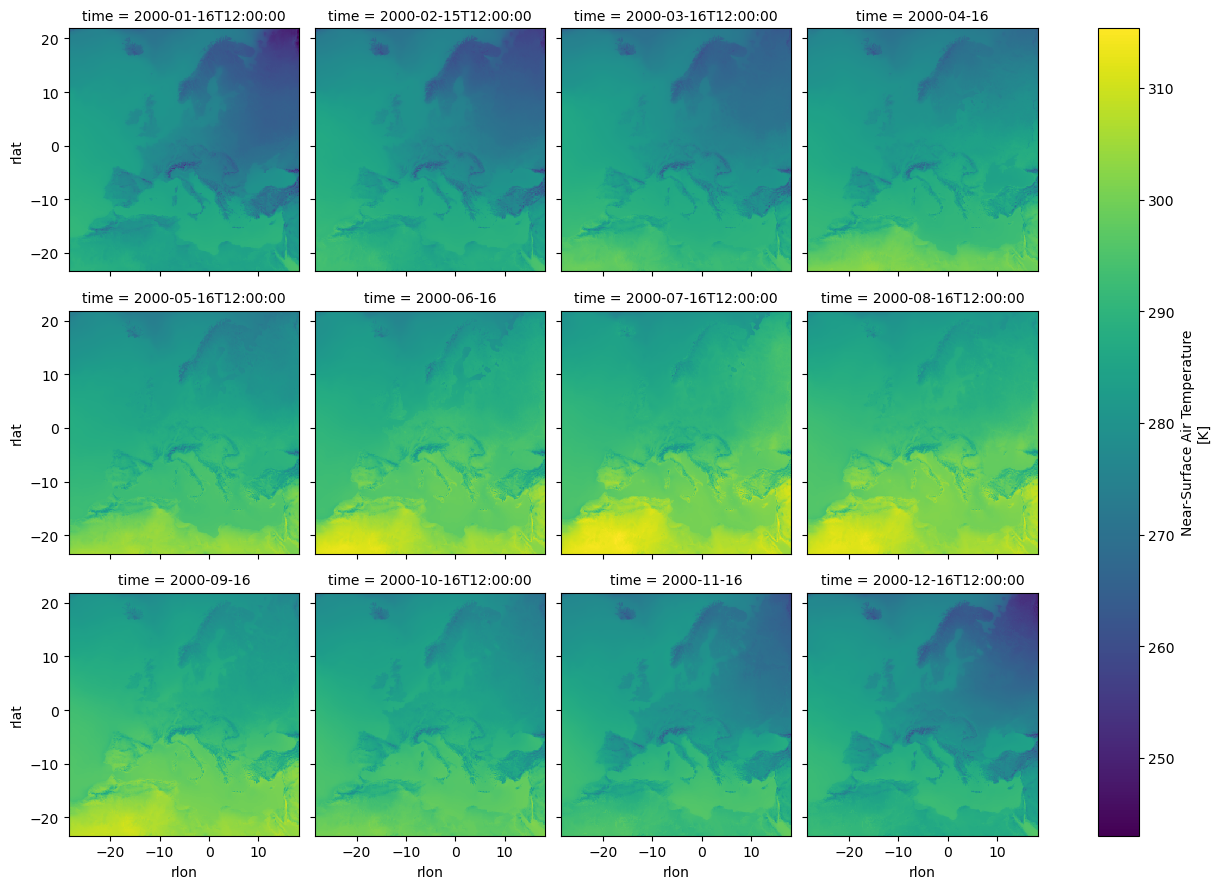 time = 2000-01-16T12:00:00
time = 2000-02-15T12:00:00
time = 2000-03-16T12:00:00
time = 2000-04-16
20
10
0
−10
−20
rlat
time = 2000-05-16T12:00:00
time = 2000-06-16
time = 2000-07-16T12:00:00
time = 2000-08-16T12:00:00
20
10
0
−10
−20
rlat
time = 2000-09-16
time = 2000-10-16T12:00:00
time = 2000-11-16
time = 2000-12-16T12:00:00
20
10
0
−10
−20
rlat
−20 −10 0 10
rlon
−20 −10 0 10
rlon
−20 −10 0 10
rlon
−20 −10 0 10
rlon
310
300
290
280
270
260
250
Near-Surface Air Temperature
[K]